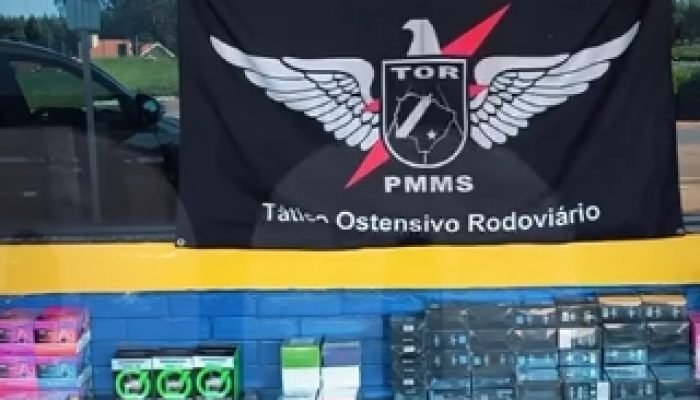 TOR
PMMS
Tático Ostensivo Rodoviário